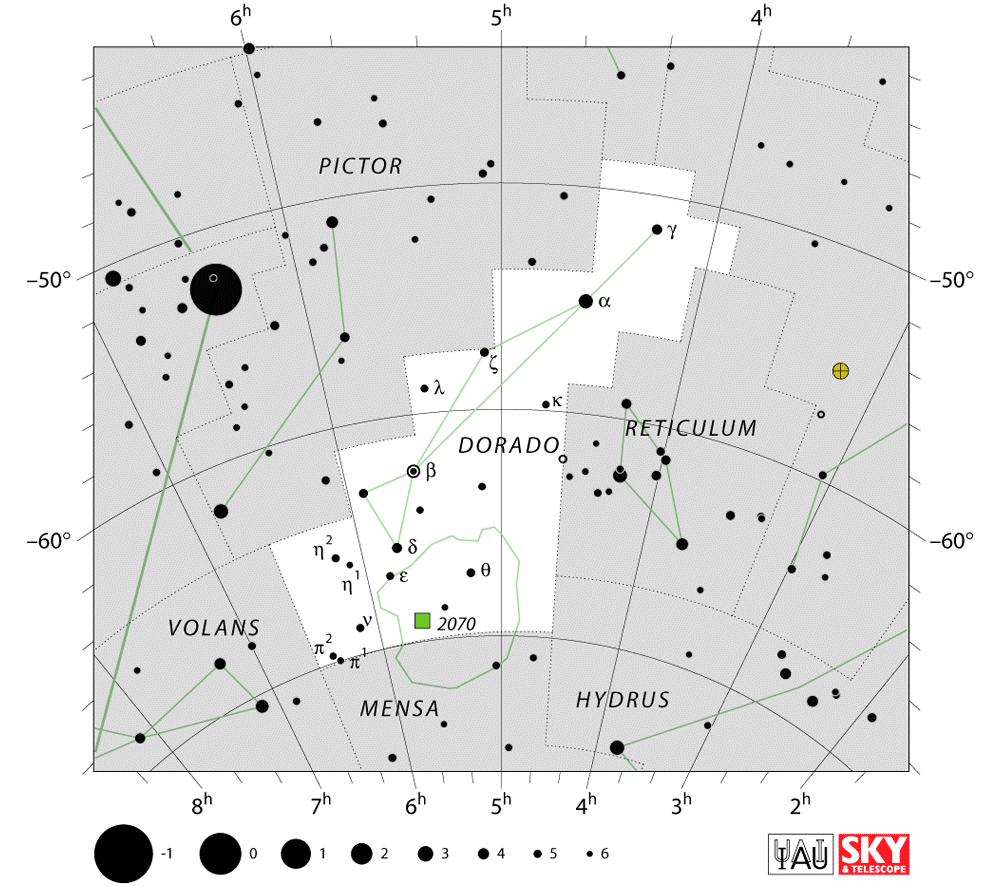 6h 5h 4h
PICTOR
γ
–50° –50°
α
ζ
λ κ
RETICULUM
DORADO
β
–60° –60°
δ
η2
ε θ
η1
2070
ν
VOLANS
π2 π1
HYDRUS
MENSA
8h 7h 6h 5h 4h 3h 2h
-1 0 1 2 3 4 5 6
IAU
SKY
& TELESCOPE